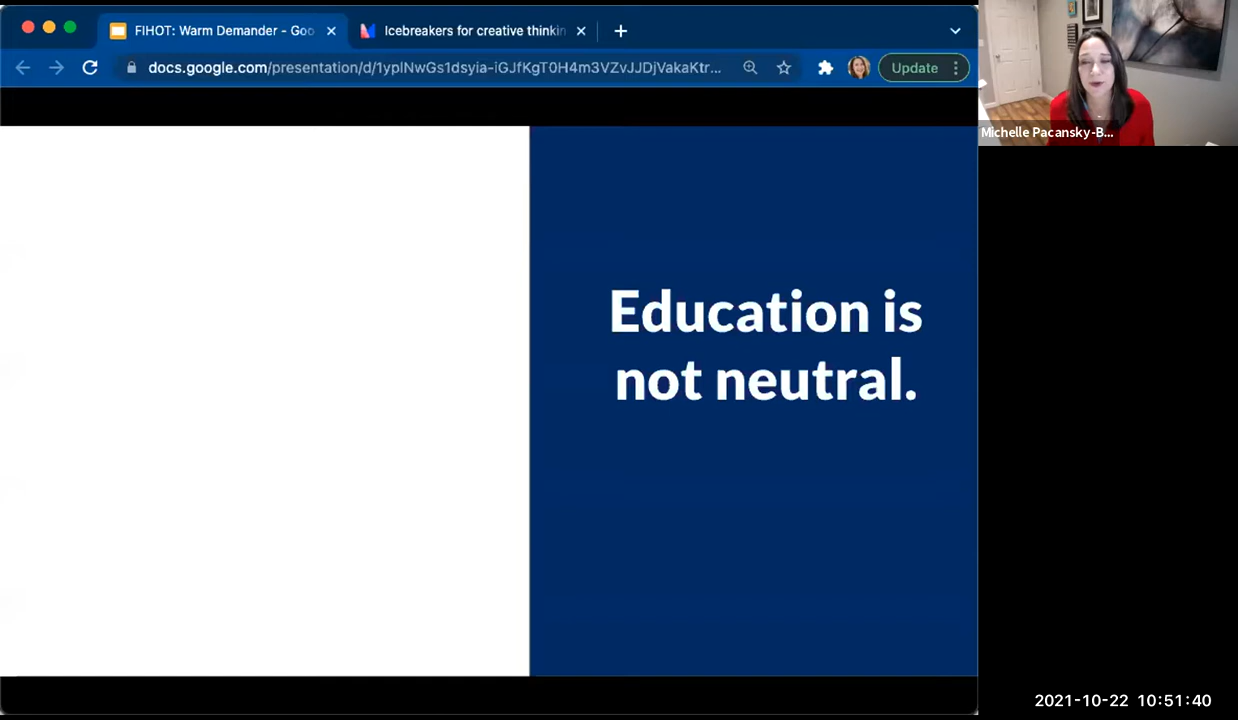 FIHOT: Warm Demander - Goo
Icebreakers for creative thinkin
docs.google.com/presentation/d/1yplNwGs1dsyia-iGJfKgT0H4m3VZvJJDjVakaKtr...
Update
Michelle Pacansky-B...
Education is
not neutral.
2021-10-22 10:51:40